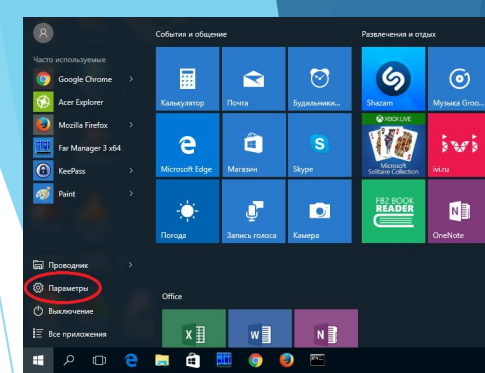 События и общение
Развлечения и отдых
Часто используемые
Google Chrome
Acer Explorer
Mozilla Firefox
Far Manager 3 x64
KeePass
Paint
Калькулятор
Почта
Будильники...
Shazam
Музыка Groo...
Microsoft Edge
Магазин
Skype
XBOX LIVE
Microsoft
Solitaire Collection
ivi
ivi.ru
Погода
Запись голоса
Камера
FB2 BOOK
READER
OneNote
Проводник
Параметры
Выключение
Все приложения
Office